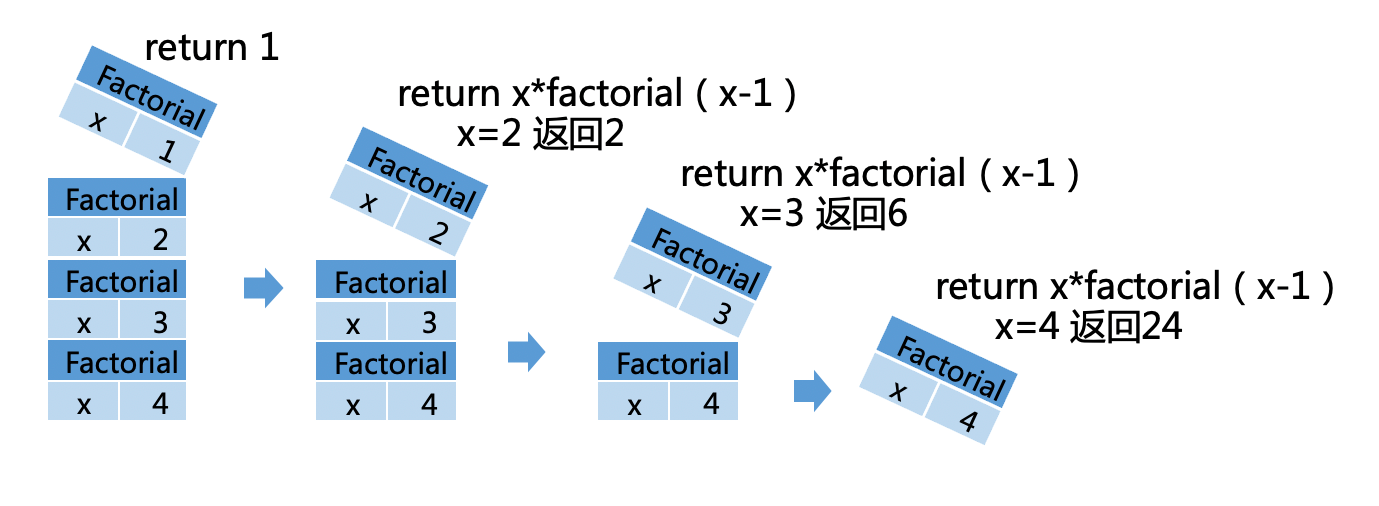 return 1
Factorial
x 1
Factorial
x 2
Factorial
x 3
Factorial
x 4
return x*factorial（x-1）
x=2 返回2
Factorial
x 2
Factorial
x 3
Factorial
x 4
return x*factorial（x-1）
x=3 返回6
Factorial
x 3
Factorial
x 4
return x*factorial（x-1）
x=4 返回24
Factorial
x 4